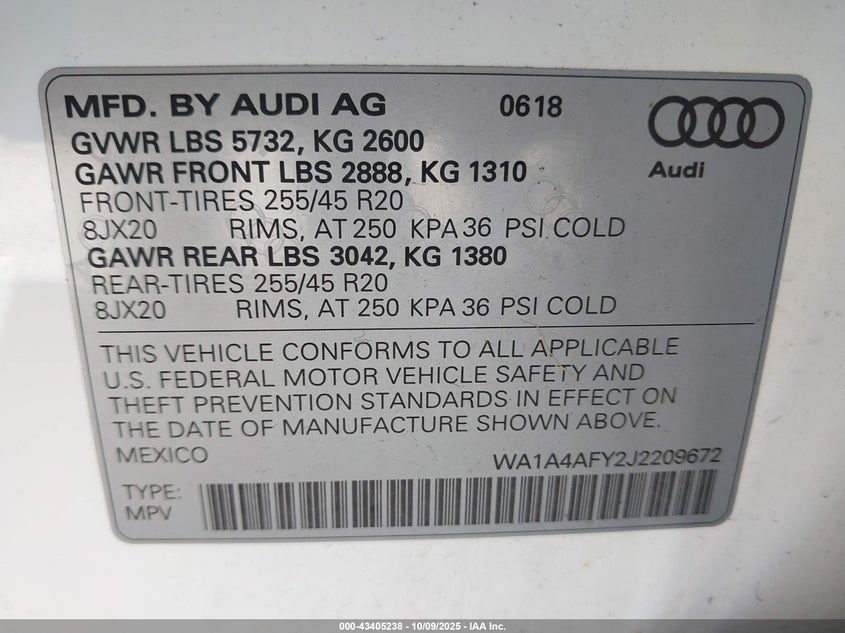 MFD. BY AUDI AG 0618
GVWR LBS 5732, KG 2600
GAWR FRONT LBS 2888, KG 1310
Audi
FRONT-TIRES 255/45 R20
8JX20 RIMS, AT 250 KPA 36 PSI COLD
GAWR REAR LBS 3042, KG 1380
REAR-TIRES 255/45 R20
8JX20 RIMS, AT 250 KPA 36 PSI COLD
THIS VEHICLE CONFORMS TO ALL APPLICABLE
U.S. FEDERAL MOTOR VEHICLE SAFETY AND
THEFT PREVENTION STANDARDS IN EFFECT ON
THE DATE OF MANUFACTURE SHOWN ABOVE.
MEXICO WA1A4AFY2J2209672
TYPE:
MPV
000-43405238 - 10/09/2025 - IAA Inc.